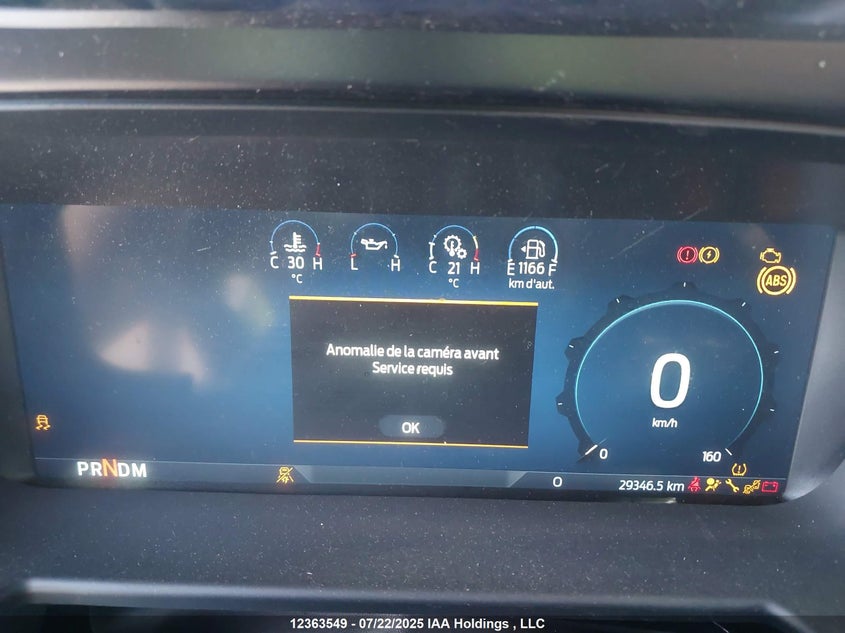 C 30 H
°C
L H
C 21 H
°C
E 1166 F
km d'aut.
ABS
Anomalie de la caméra avant
Service requis
OK
0
km/h
0 160
PRNDM
0 29346.5 km
12363549 - 07/22/2025 IAA Holdings , LLC